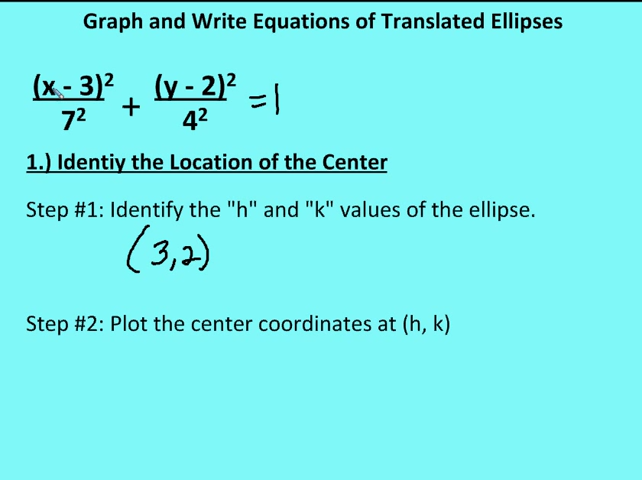 Graph and Write Equations of Translated Ellipses
(x - 3)²/7² + (y - 2)²/4² = 1
1.) Identiy the Location of the Center
Step #1: Identify the "h" and "k" values of the ellipse.
(3,2)
Step #2: Plot the center coordinates at (h, k)